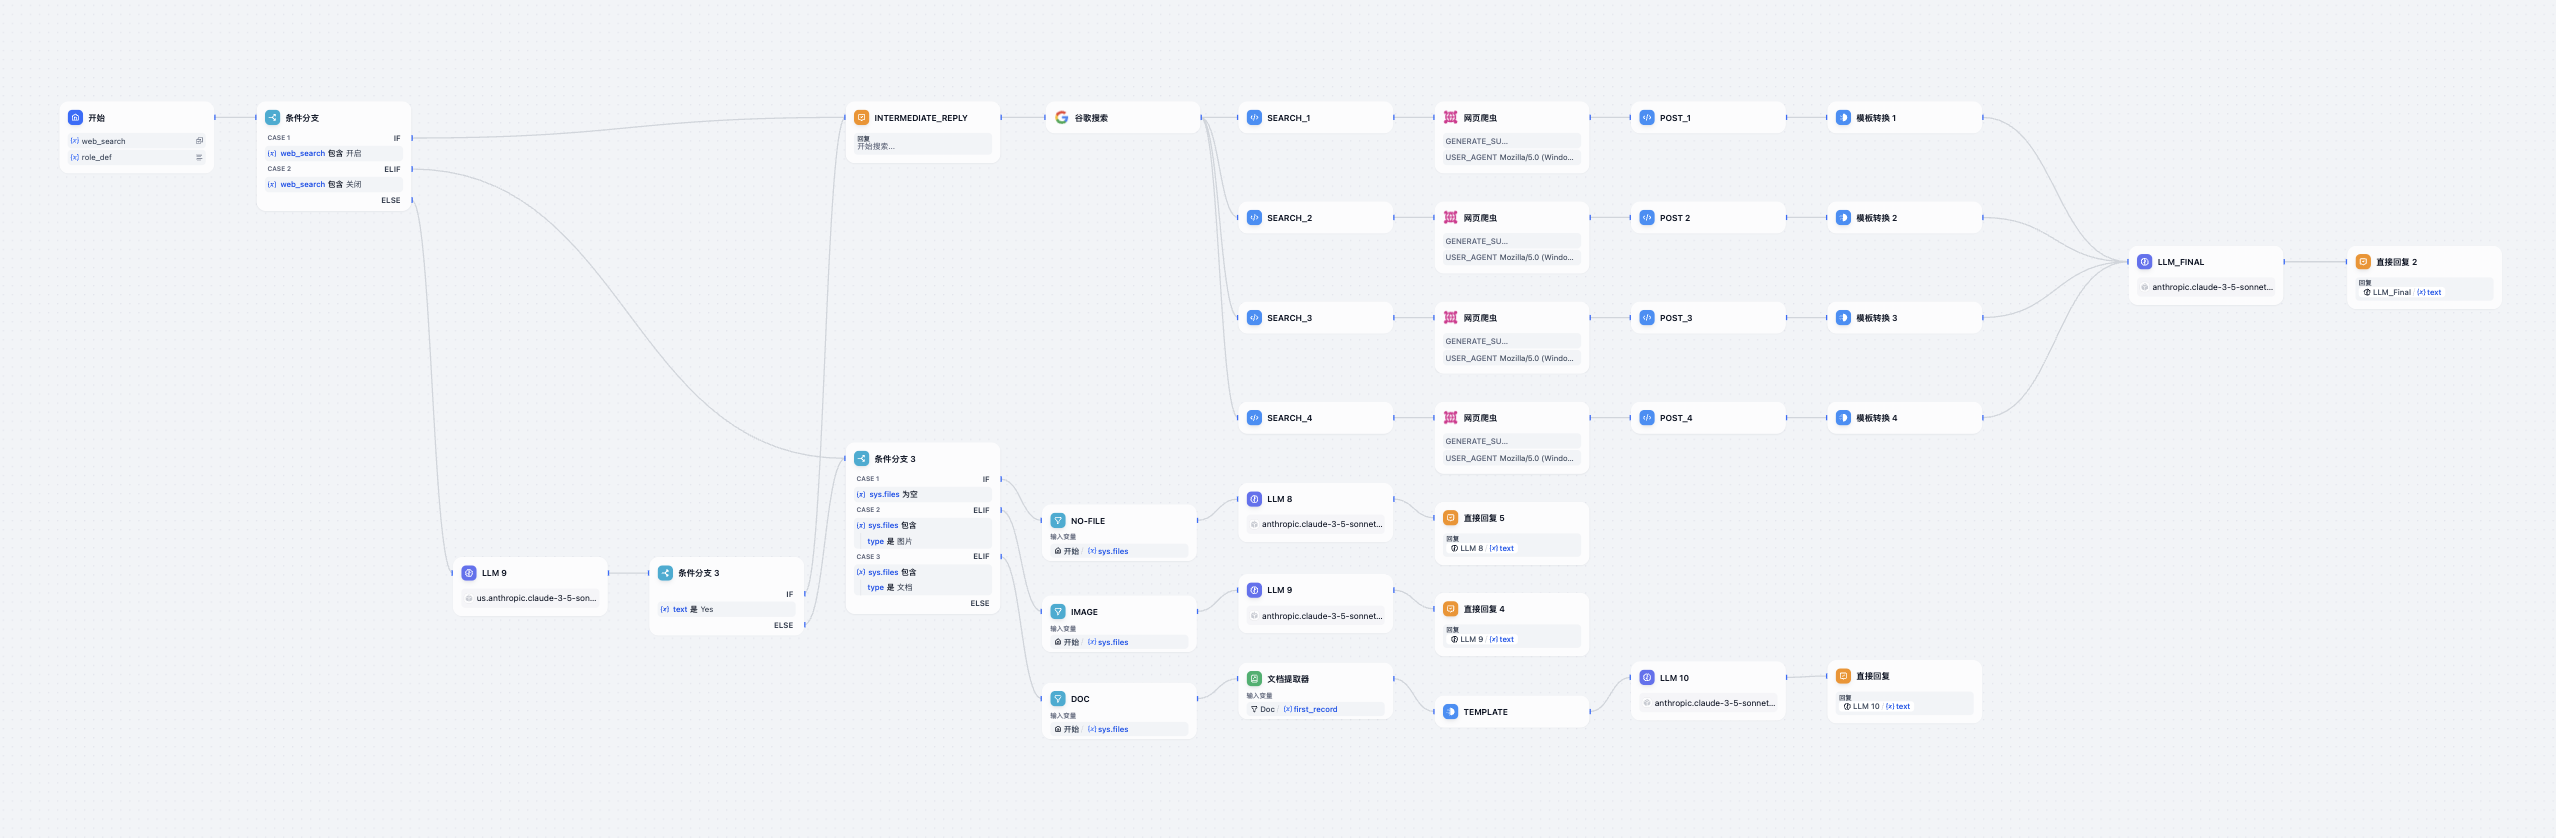 开始
{x} web_search
{x} role_def
条件分支
CASE 1 IF
{x} web_search 包含 开启
CASE 2 ELIF
{x} web_search 包含 关闭
ELSE
LLM 9
us.anthropic.claude-3-5-son...
条件分支 3
IF
{x} text 是 Yes
ELSE
INTERMEDIATE_REPLY
回复
开始搜索...
谷歌搜索
SEARCH_1
网页爬虫
GENERATE_SU...
USER_AGENT Mozilla/5.0 (Windo...
POST_1
模板转换 1
SEARCH_2
网页爬虫
GENERATE_SU...
USER_AGENT Mozilla/5.0 (Windo...
POST 2
模板转换 2
SEARCH_3
网页爬虫
GENERATE_SU...
USER_AGENT Mozilla/5.0 (Windo...
POST_3
模板转换 3
SEARCH_4
网页爬虫
GENERATE_SU...
USER_AGENT Mozilla/5.0 (Windo...
POST_4
模板转换 4
LLM_FINAL
anthropic.claude-3-5-sonnet...
直接回复 2
回复
LLM_Final / {x} text
条件分支 3
CASE 1 IF
{x} sys.files 为空
CASE 2 ELIF
{x} sys.files 包含
type 是 图片
CASE 3 ELIF
{x} sys.files 包含
type 是 文档
ELSE
NO-FILE
输入变量
开始 / {x} sys.files
LLM 8
anthropic.claude-3-5-sonnet...
直接回复 5
回复
LLM 8 / {x} text
IMAGE
输入变量
开始 / {x} sys.files
LLM 9
anthropic.claude-3-5-sonnet...
直接回复 4
回复
LLM 9 / {x} text
DOC
输入变量
开始 / {x} sys.files
文档提取器
输入变量
Doc / {x} first_record
TEMPLATE
LLM 10
anthropic.claude-3-5-sonnet...
直接回复
回复
LLM 10 / {x} text